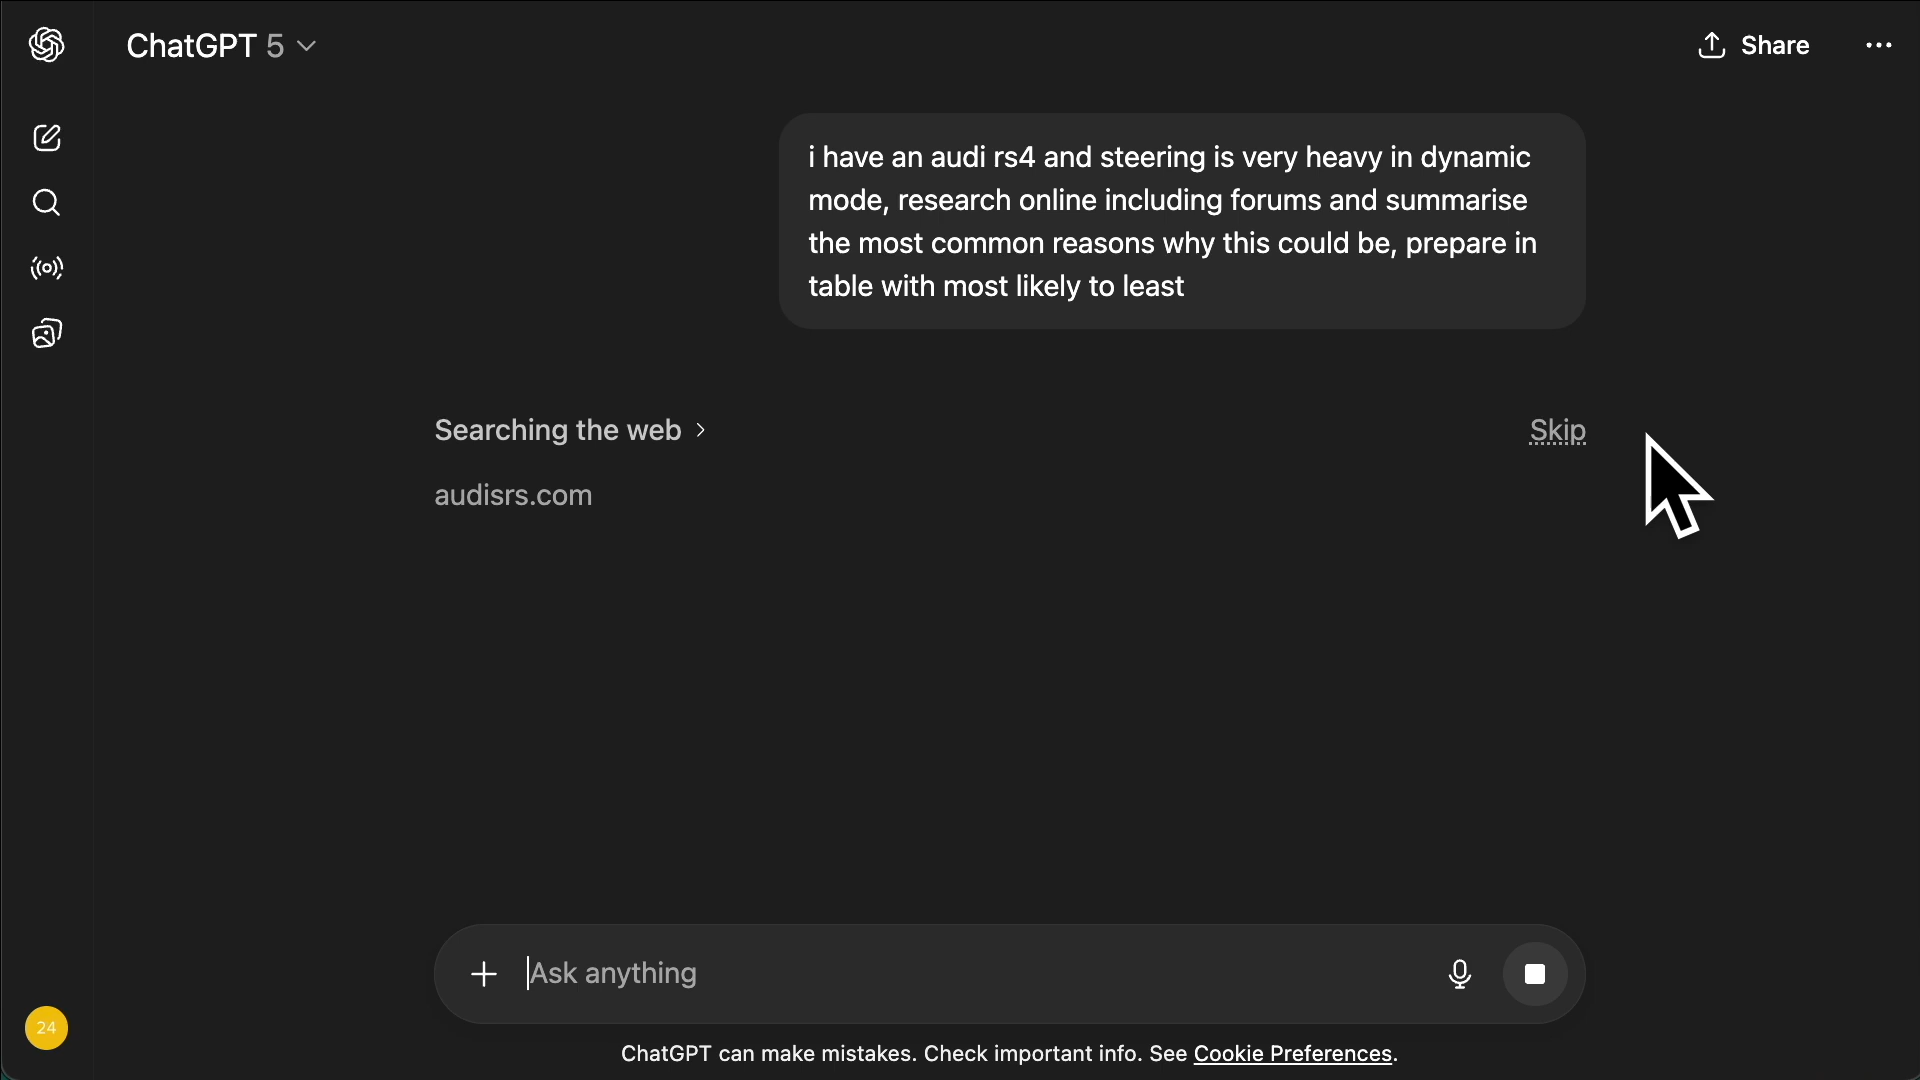 ChatGPT 5
Share
i have an audi rs4 and steering is very heavy in dynamic
mode, research online including forums and summarise
the most common reasons why this could be, prepare in
table with most likely to least
Searching the web
Skip
audisrs.com
Ask anything
24
ChatGPT can make mistakes. Check important info. See Cookie Preferences.